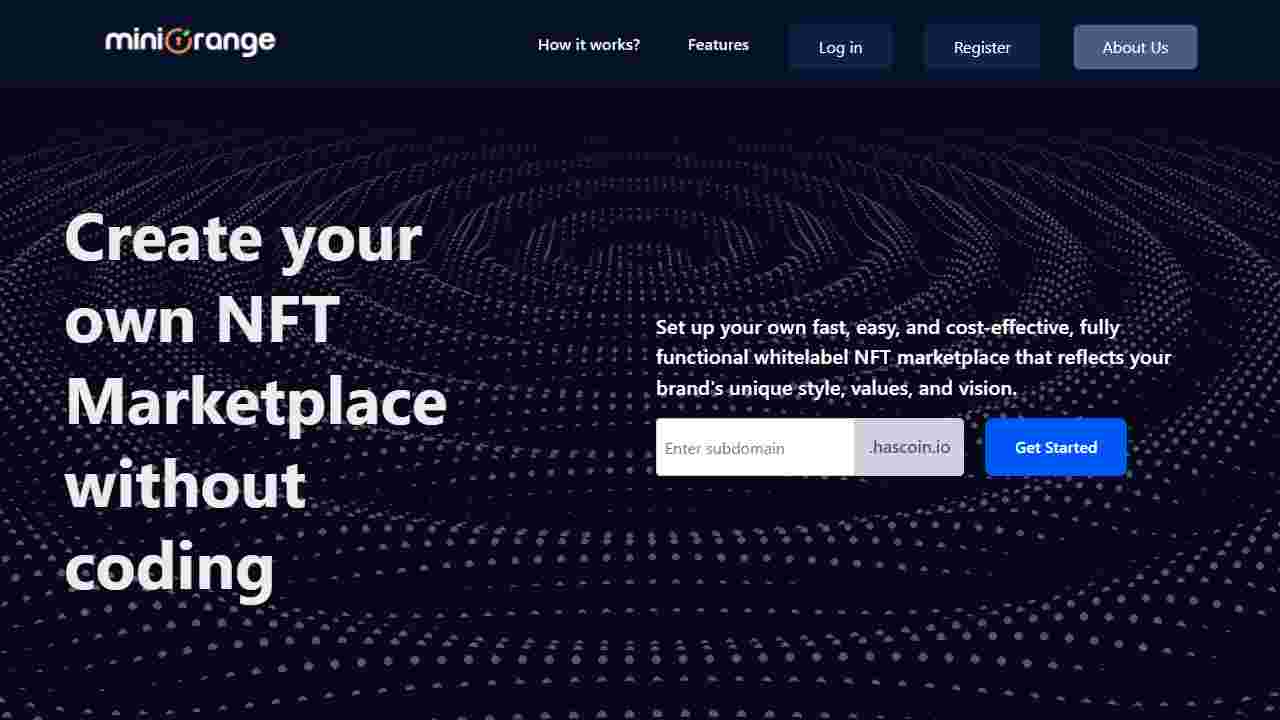 miniOrange
How it works?
Features
Log in
Register
About Us
Create your
own NFT
Marketplace
without
coding
Set up your own fast, easy, and cost-effective, fully
functional whitelabel NFT marketplace that reflects your
brand's unique style, values, and vision.
Enter subdomain
.hascoin.io
Get Started